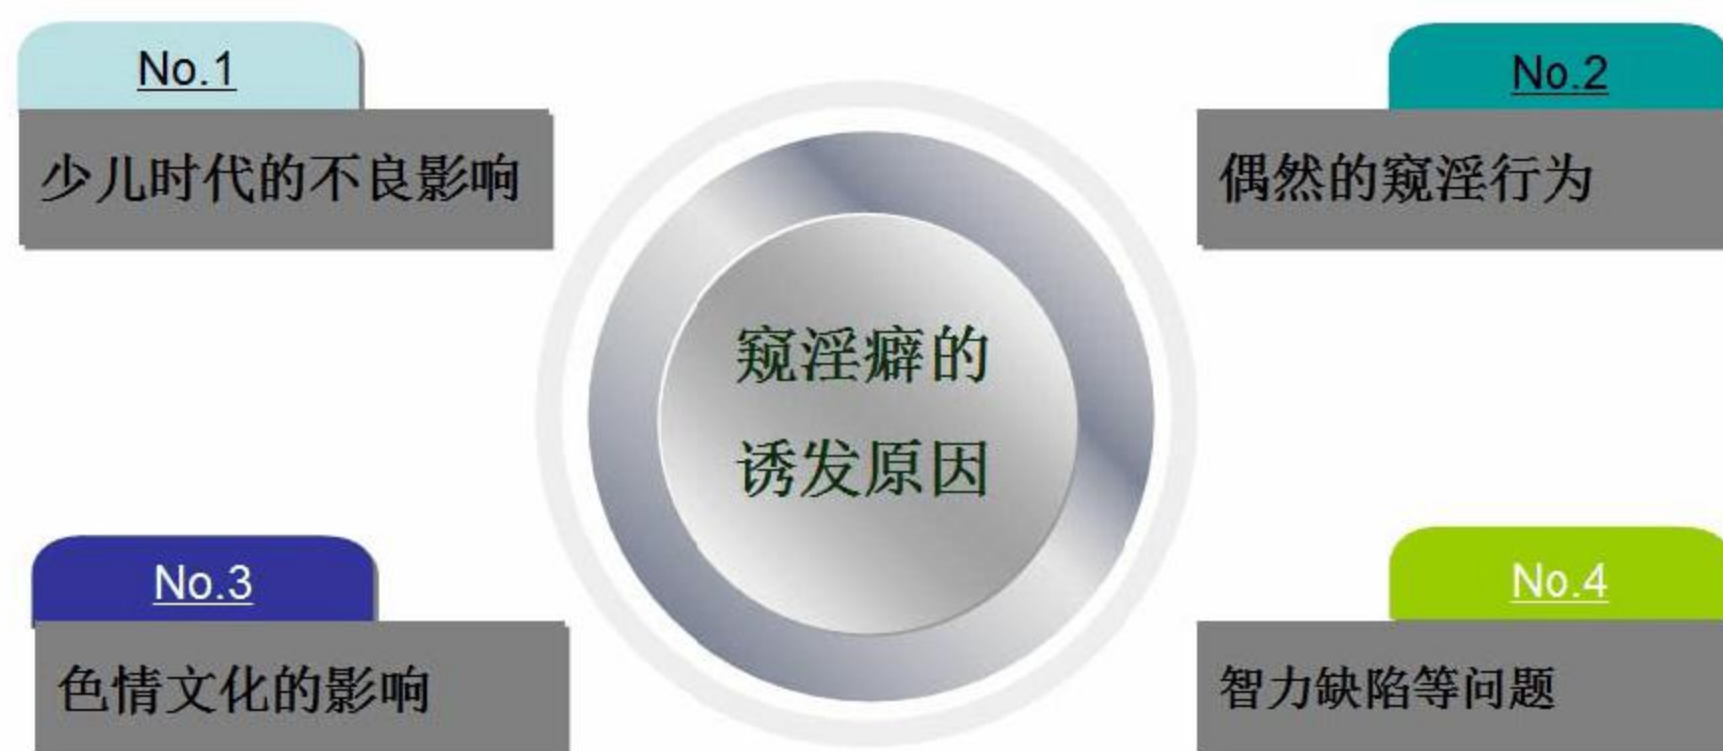 No.1
少儿时代的不良影响
No.2
偶然的窥淫行为
窥淫癖的
诱发原因
No.3
色情文化的影响
No.4
智力缺陷等问题